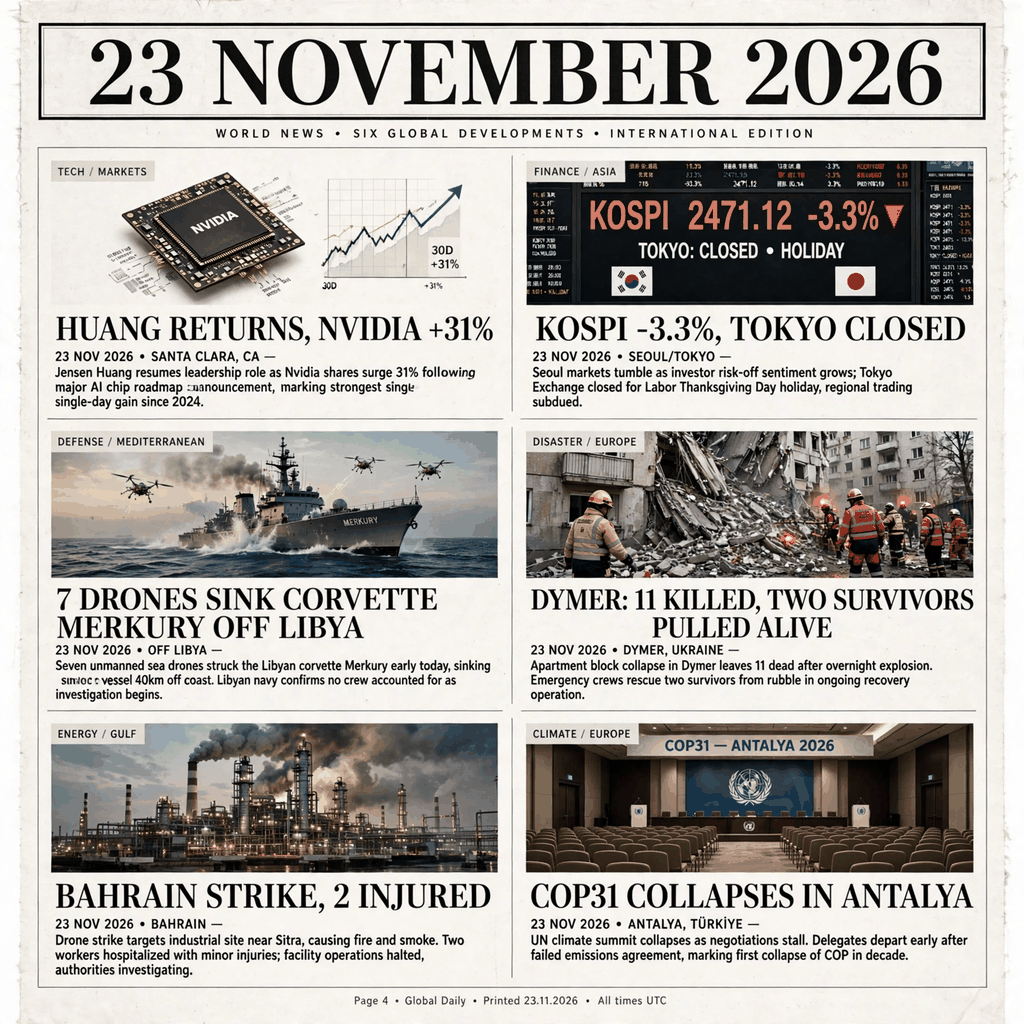 23 NOVEMBER 2026
WORLD NEWS • SIX GLOBAL DEVELOPMENTS • INTERNATIONAL EDITION
TECH / MARKETS
NVIDIA
30D
+31%
30D
+31%
HUANG RETURNS, NVIDIA +31%
23 NOV 2026 • SANTA CLARA, CA —
Jensen Huang resumes leadership role as Nvidia shares surge 31% following
major AI chip roadmap announcement, marking strongest
single-day gain since 2024.
FINANCE / ASIA
KOSPI 2471.12 -3.3% ▼
TOKYO: CLOSED • HOLIDAY
KOSPI -3.3%, TOKYO CLOSED
23 NOV 2026 • SEOUL/TOKYO —
Seoul markets tumble as investor risk-off sentiment grows; Tokyo
Exchange closed for Labor Thanksgiving Day holiday, regional trading
subdued.
DEFENSE / MEDITERRANEAN
MERKURY
7 DRONES SINK CORVETTE
MERKURY OFF LIBYA
23 NOV 2026 • OFF LIBYA —
Seven unmanned sea drones struck the Libyan corvette Merkury early today, sinking
vessel 40km off coast. Libyan navy confirms no crew accounted for as
investigation begins.
DISASTER / EUROPE
DYMER: 11 KILLED, TWO SURVIVORS
PULLED ALIVE
23 NOV 2026 • DYMER, UKRAINE —
Apartment block collapse in Dymer leaves 11 dead after overnight explosion.
Emergency crews rescue two survivors from rubble in ongoing recovery
operation.
ENERGY / GULF
BAHRAIN STRIKE, 2 INJURED
23 NOV 2026 • BAHRAIN —
Drone strike targets industrial site near Sitra, causing fire and smoke. Two
workers hospitalized with minor injuries; facility operations halted,
authorities investigating.
CLIMATE / EUROPE
COP31 — ANTALYA 2026
COP31 COLLAPSES IN ANTALYA
23 NOV 2026 • ANTALYA, TÜRKİYE —
UN climate summit collapses as negotiations stall. Delegates depart early after
failed emissions agreement, marking first collapse of COP in decade.
Page 4 • Global Daily • Printed 23.11.2026 • All times UTC